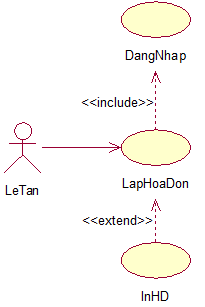 DangNhap
<<include>>
LeTan
LapHoaDon
<<extend>>
InHD